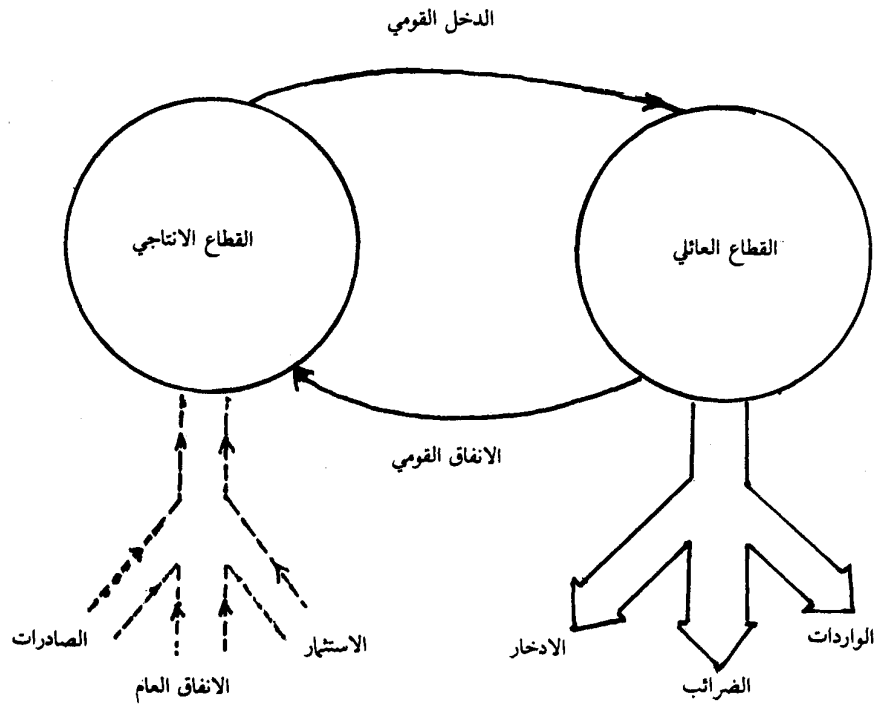 الدخل القومي
القطاع العائلي
القطاع الانتاجي
الانفاق القومي
الواردات
الضرائب
الادخار
الاستثمار
الانفاق العام
الصادرات